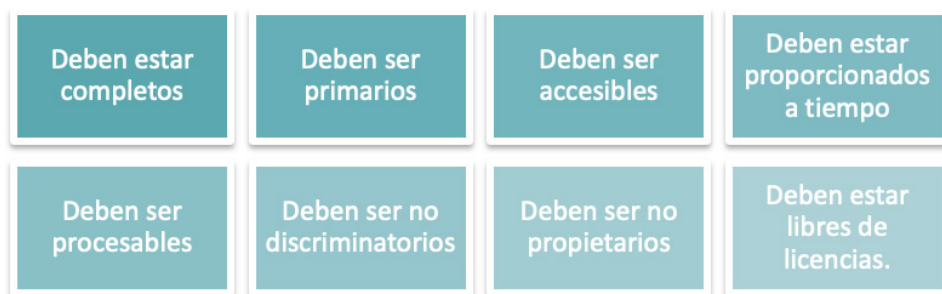 Deben estar
completos
Deben ser
primarios
Deben ser
accesibles
Deben estar
proporcionados
a tiempo
Deben ser
procesables
Deben ser no
discriminatorios
Deben ser no
propietarios
Deben estar
libres de
licencias.